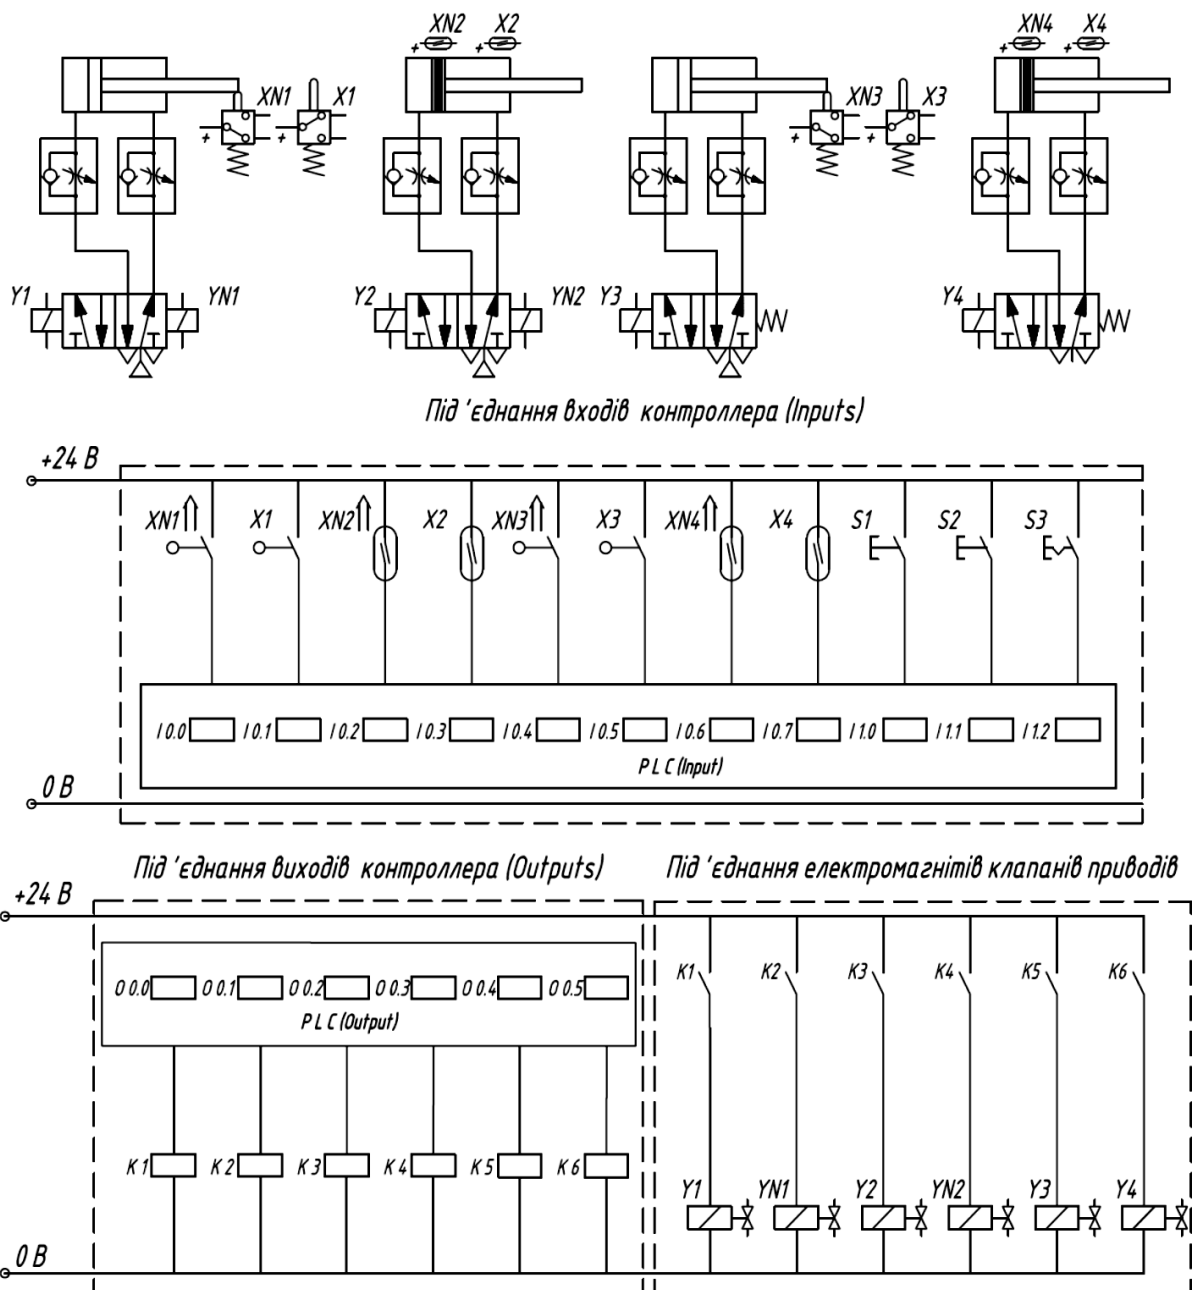 XN2 X2 XN4 X4
XN1 X1 XN3 X3
+ + + +
+ + + +
Y1 YN1 Y2 YN2 Y3 Y4
Під 'єднання входів контроллера (Inputs)
+24 В
XN1 X1 XN2 X2 XN3 X3 XN4 X4 S1 S2 S3
I 0.0 I 0.1 I 0.2 I 0.3 I 0.4 I 0.5 I 0.6 I 0.7 I 1.0 I 1.1 I 1.2
P L C (Input)
0 В
Під 'єднання виходів контроллера (Outputs)
Під 'єднання електромагнітів клапанів приводів
+24 В
O 0.0 O 0.1 O 0.2 O 0.3 O 0.4 O 0.5
P L C (Output)
K1 K2 K3 K4 K5 K6
K 1 K 2 K 3 K 4 K 5 K 6
Y1 YN1 Y2 YN2 Y3 Y4
0 В